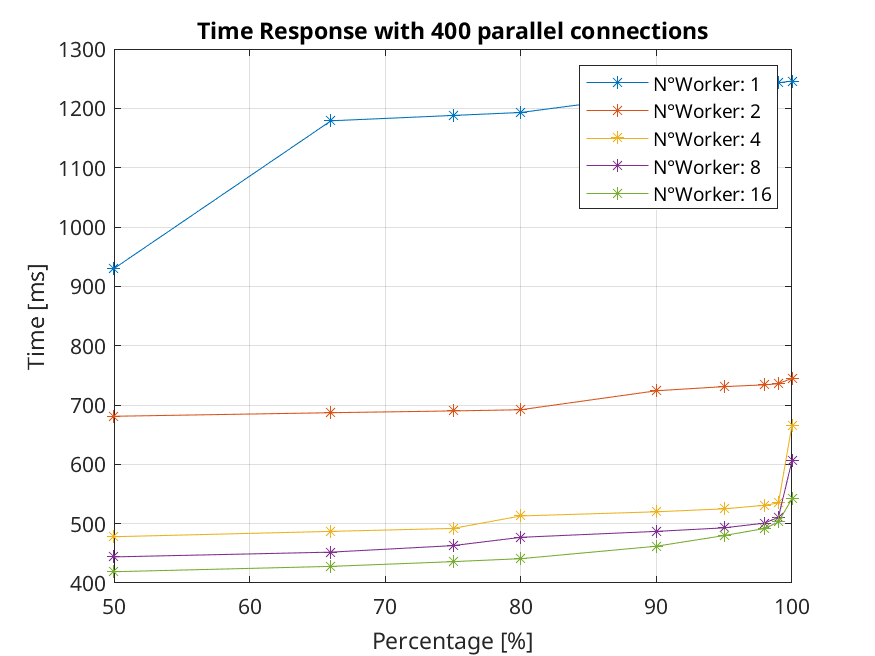 Time Response with 400 parallel connections
1300
1200
1100
1000
900
800
700
600
500
400
Time [ms]
N°Worker: 1
N°Worker: 2
N°Worker: 4
N°Worker: 8
N°Worker: 16
50 60 70 80 90 100
Percentage [%]